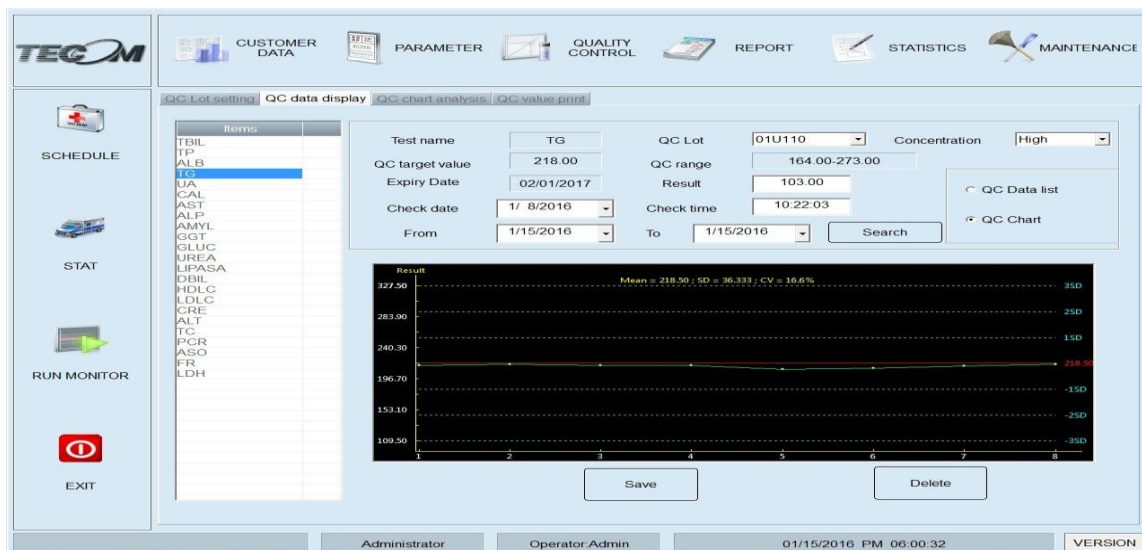 TECOM
CUSTOMER DATA
PARAMETER
QUALITY CONTROL
REPORT
STATISTICS
MAINTENANCE
SCHEDULE
STAT
RUN MONITOR
EXIT
QC Lot setting QC data display QC chart analysis QC value print
Items
TBIL
TP
ALB
TG
UA
CAL
AST
ALP
AMYL
GGT
GLUC
UREA
LIPASA
DBIL
HDLC
LDLC
CRE
ALT
TC
PCR
ASO
FR
LDH
Test name TG QC Lot 01U110 Concentration High
QC target value 218.00 QC range 164.00-273.00
Expiry Date 02/01/2017 Result 103.00
QC Data list
Check date 1/ 8/2016 Check time 10:22:03
QC Chart
From 1/15/2016 To 1/15/2016 Search
Result
Mean = 218.50 ; SD = 36.333 ; CV = 16.6%
327.50 3SD
283.90 2SD
1SD
240.30
218.50
196.70 -1SD
153.10 -2SD
109.50 -3SD
1 2 3 4 5 6 7 8
Save Delete
Administrator Operator:Admin 01/15/2016 PM 06:00:32 VERSION